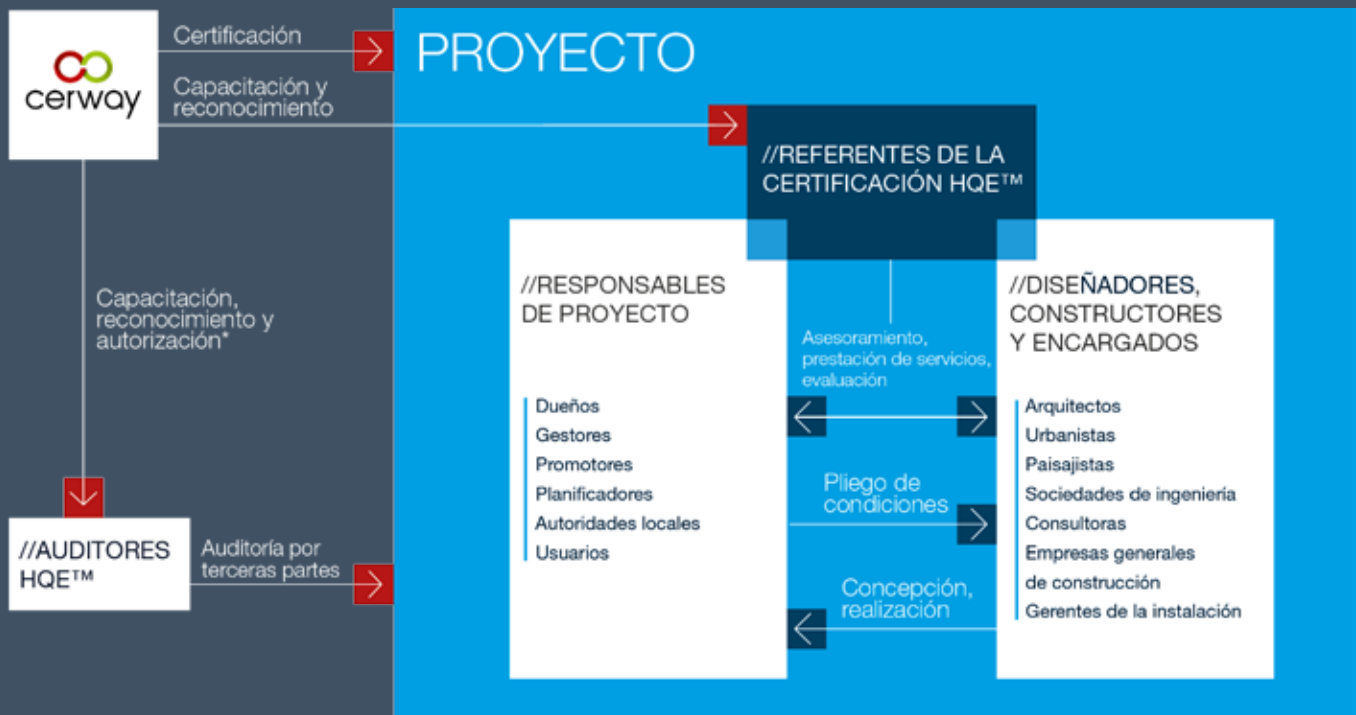 cerway
Certificación
Capacitación y
reconocimiento
PROYECTO
//REFERENTES DE LA
CERTIFICACIÓN HQE™
Capacitación,
reconocimiento y
autorización*
//AUDITORES
HQE™
Auditoría por
terceras partes
//RESPONSABLES
DE PROYECTO
Dueños
Gestores
Promotores
Planificadores
Autoridades locales
Usuarios
Asesoramiento,
prestación de servicios,
evaluación
Pliego de
condiciones
Concepción,
realización
//DISEÑADORES,
CONSTRUCTORES
Y ENCARGADOS
Arquitectos
Urbanistas
Paisajistas
Sociedades de ingeniería
Consultoras
Empresas generales
de construcción
Gerentes de la instalación